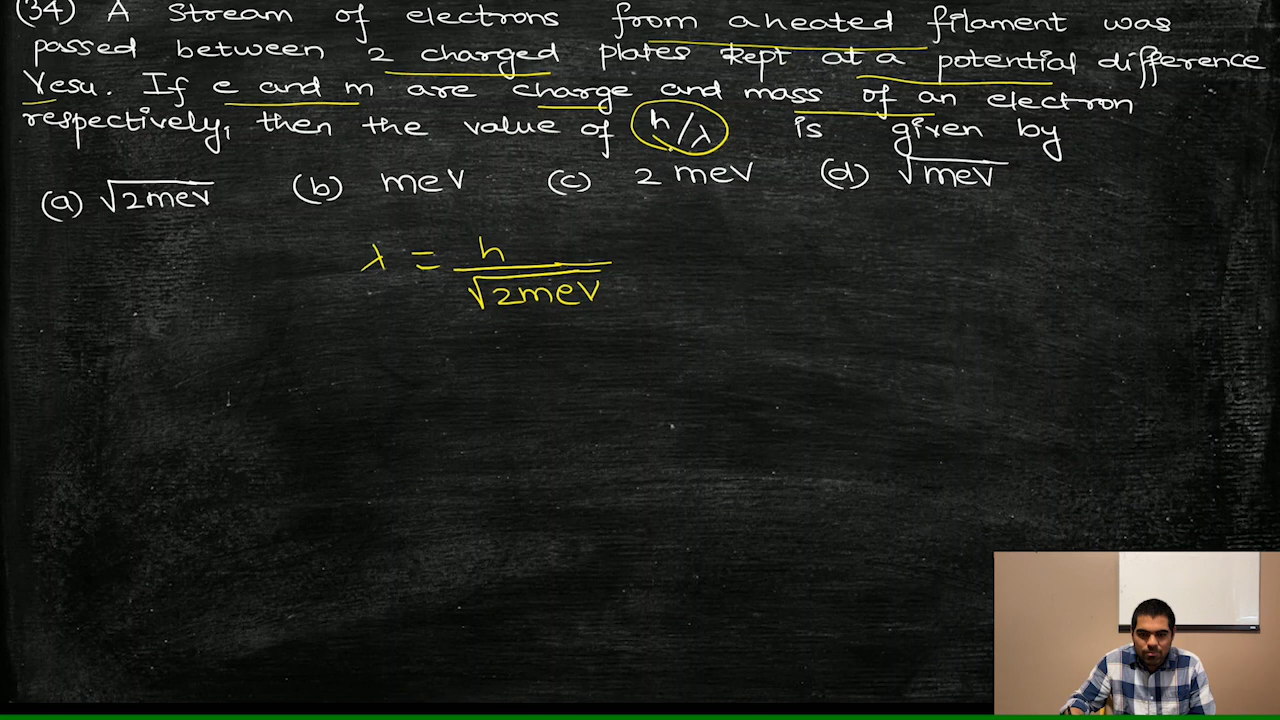 (34) A stream of electrons from a heated filament was
passed between 2 charged plates kept at a potential difference
Vesu. If e and m are charge and mass of an electron
respectively, then the value of h/λ is given by
(a) √2meV (b) meV (c) 2 meV (d) √meV
λ = h/√2meV